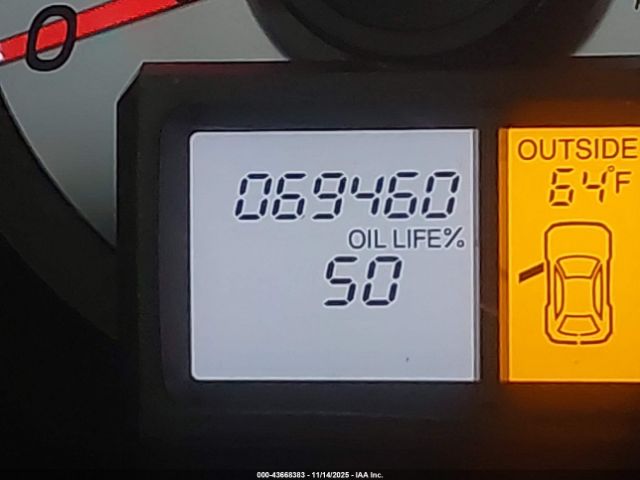 0
069460
OIL LIFE%
50
OUTSIDE
64°F
000-43668383 - 11/14/2025 - IAA Inc.